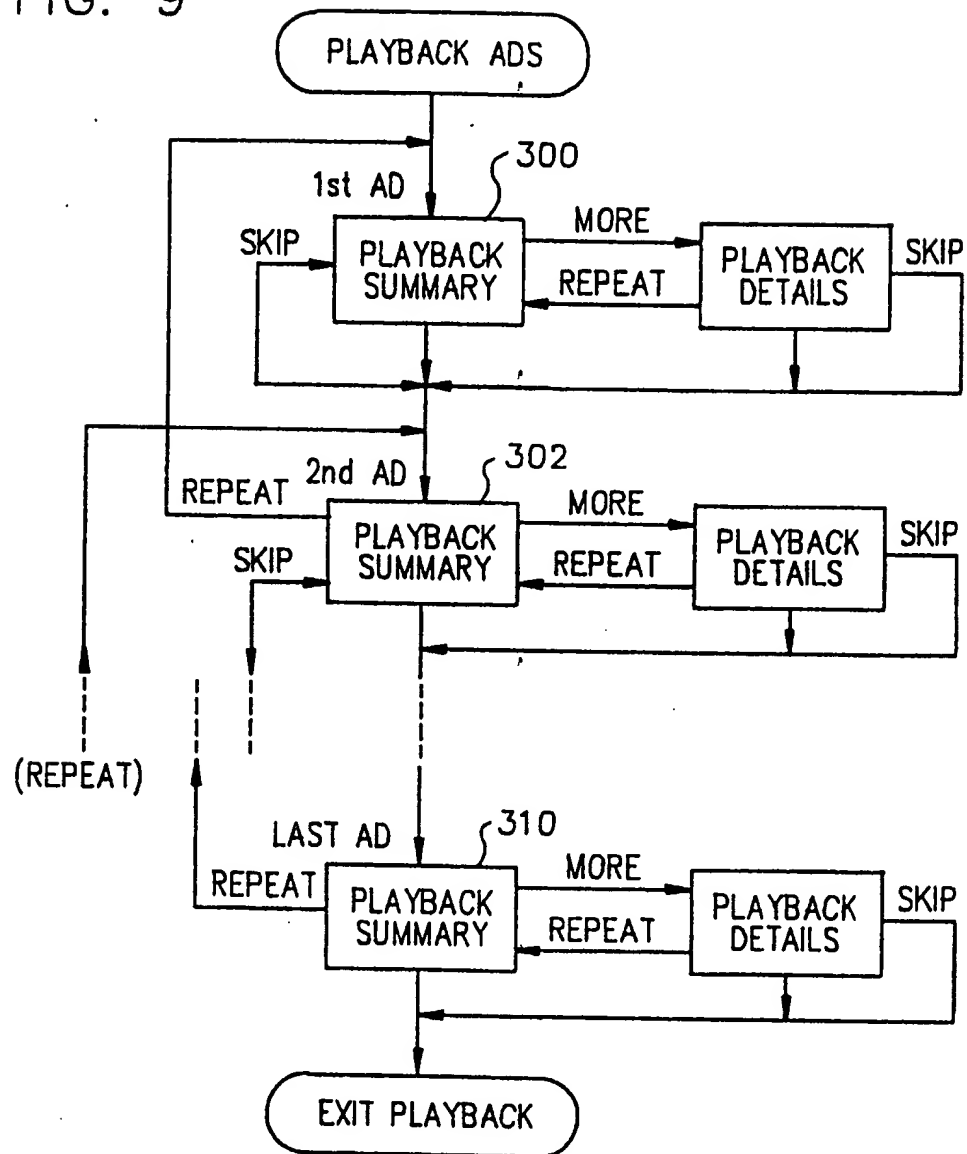 FIG. 9
PLAYBACK ADS
300
1st AD
MORE
SKIP
PLAYBACK
SUMMARY
PLAYBACK
DETAILS
SKIP
REPEAT
302
2nd AD
REPEAT
MORE
SKIP
PLAYBACK
SUMMARY
PLAYBACK
DETAILS
SKIP
REPEAT
(REPEAT)
310
LAST AD
REPEAT
MORE
PLAYBACK
SUMMARY
PLAYBACK
DETAILS
SKIP
REPEAT
EXIT PLAYBACK